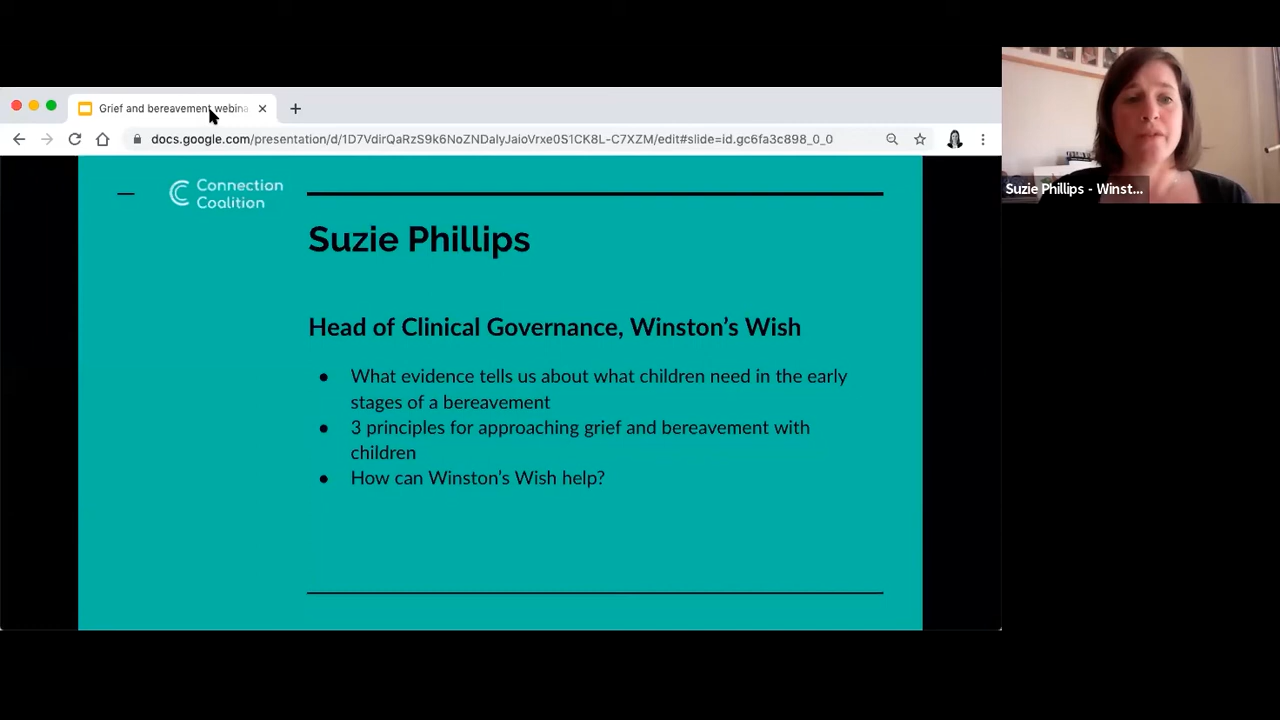 Grief and bereavement webina
docs.google.com/presentation/d/1D7VdirQaRzS9k6NoZNDalyJaioVrxe0S1CK8L-C7XZM/edit#slide=id.gc6fa3c898_0_0
Connection
Coalition
Suzie Phillips
Head of Clinical Governance, Winston’s Wish
● What evidence tells us about what children need in the early
stages of a bereavement
● 3 principles for approaching grief and bereavement with
children
● How can Winston’s Wish help?
Suzie Phillips - Winst...